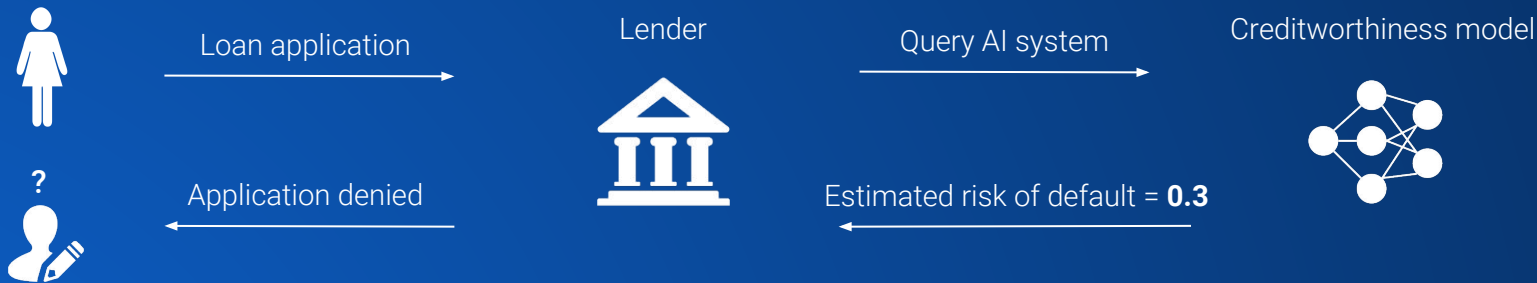 Loan application
Lender
Query AI system
Creditworthiness model
?
Application denied
Estimated risk of default = 0.3